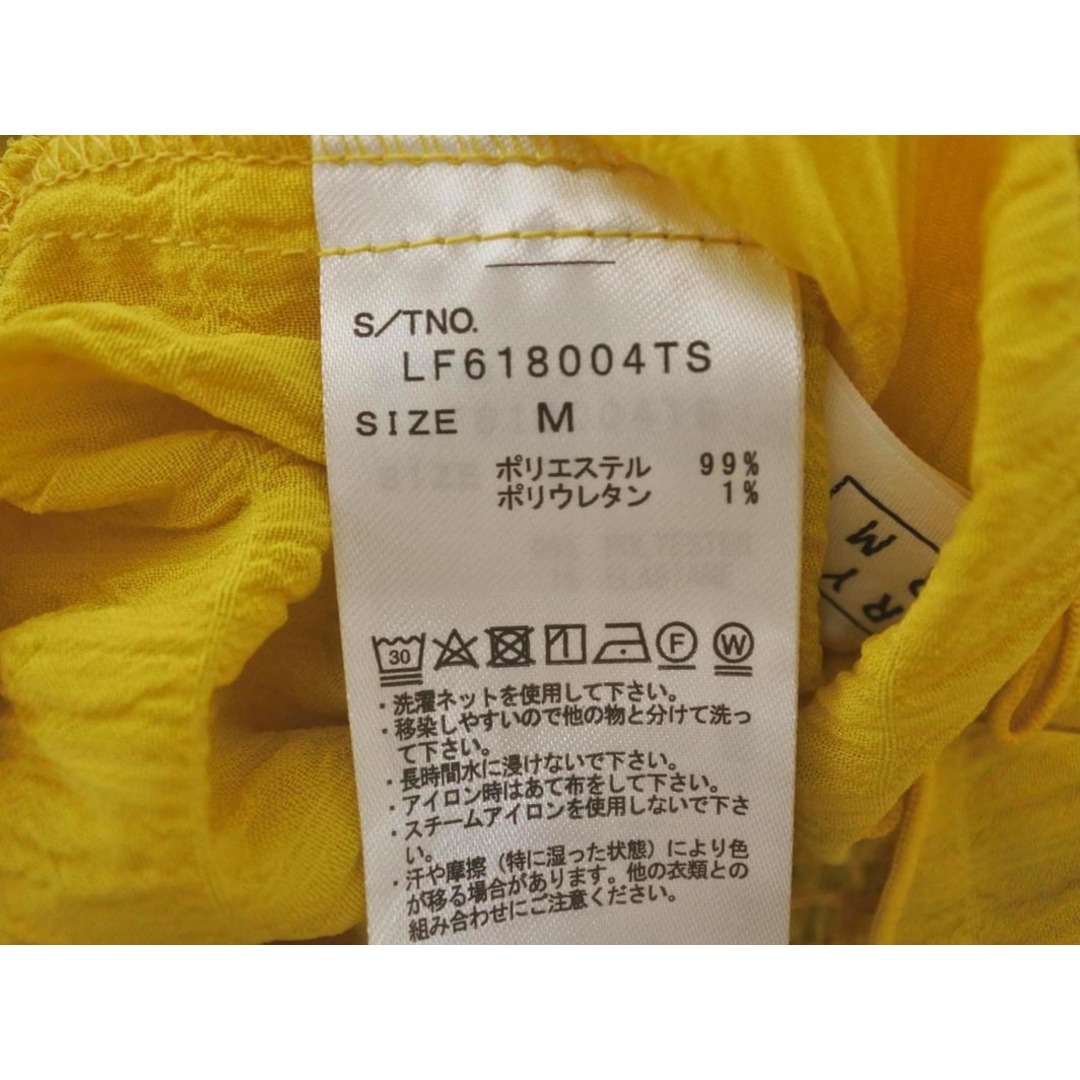 S/TNO.
LF618004TS
SIZE M
ポリエステル 99%
ポリウレタン 1%
30 F W
・洗濯ネットを使用して下さい。
・移染しやすいので他の物と分けて洗っ
て下さい。
・長時間水に浸けないで下さい。
・アイロン時はあて布をして下さい。
・スチームアイロンを使用しないで下さ
い。
・汗や摩擦（特に湿った状態）により色
が移る場合があります。他の衣類との
組み合わせにご注意ください。
RY
M